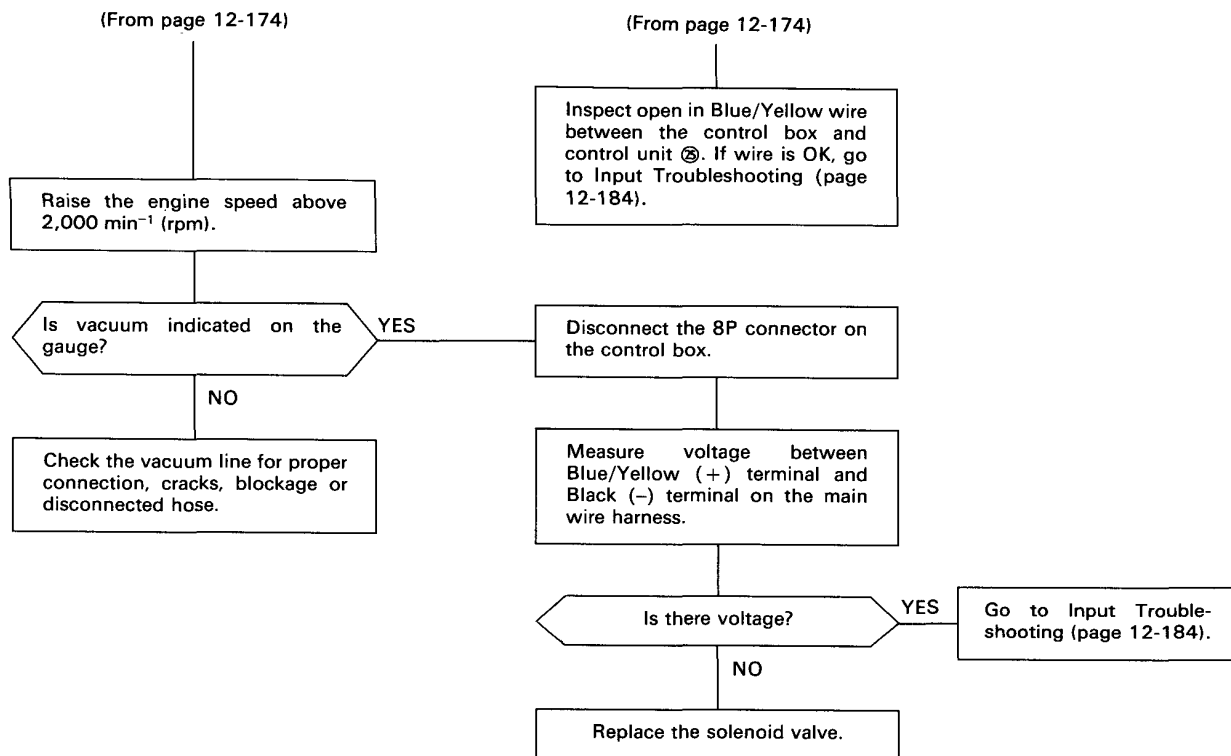 (From page 12-174)
(From page 12-174)
Inspect open in Blue/Yellow wire
between the control box and
control unit ㉕. If wire is OK, go
to Input Troubleshooting (page
12-184).
Raise the engine speed above
2,000 min⁻¹ (rpm).
Is vacuum indicated on the
gauge?
YES
Disconnect the 8P connector on
the control box.
NO
Check the vacuum line for proper
connection, cracks, blockage or
disconnected hose.
Measure voltage between
Blue/Yellow (+) terminal and
Black (–) terminal on the main
wire harness.
Is there voltage?
YES
Go to Input Trouble-
shooting (page 12-184).
NO
Replace the solenoid valve.